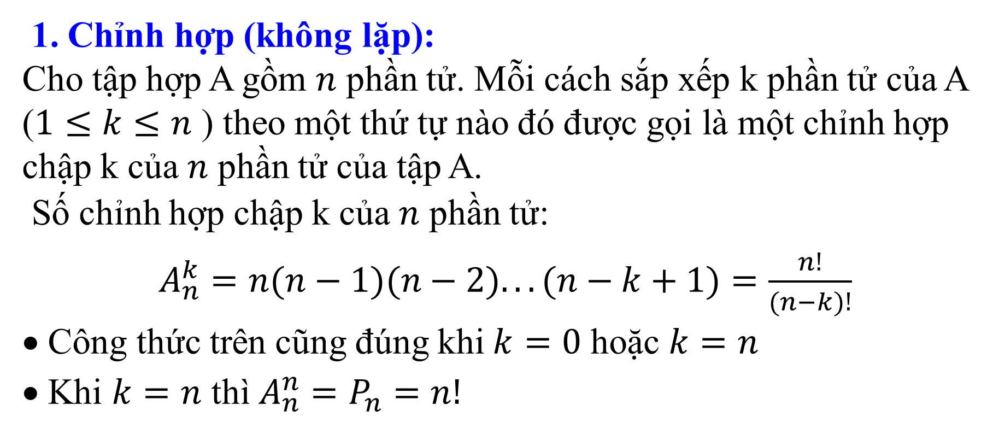 1. Chỉnh hợp (không lặp):
Cho tập hợp A gồm n phần tử. Mỗi cách sắp xếp k phần tử của A
(1 ≤ k ≤ n ) theo một thứ tự nào đó được gọi là một chỉnh hợp
chập k của n phần tử của tập A.
Số chỉnh hợp chập k của n phần tử:
$A_n^k = n(n-1)(n-2)\ldots(n-k+1) = \frac{n!}{(n-k)!}$
• Công thức trên cũng đúng khi k = 0 hoặc k = n
• Khi k = n thì $A_n^n = P_n = n!$